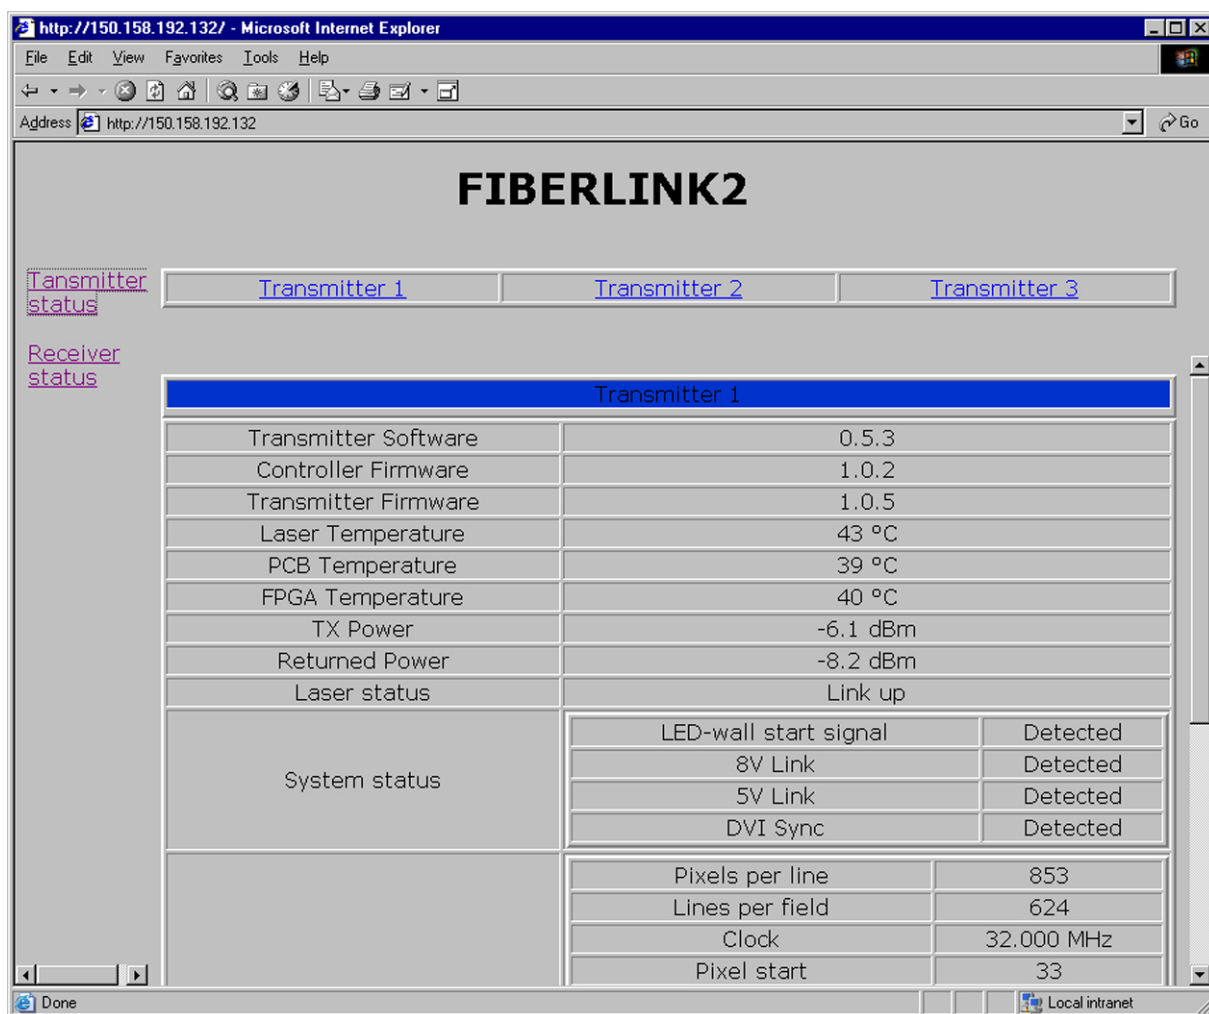 http://150.158.192.132/ - Microsoft Internet Explorer
File Edit View Favorites Tools Help
Address http://150.158.192.132 Go
FIBERLINK2
Tansmitter
status
Receiver
status
Transmitter 1 Transmitter 2 Transmitter 3
Transmitter 1
Transmitter Software 0.5.3
Controller Firmware 1.0.2
Transmitter Firmware 1.0.5
Laser Temperature 43 ºC
PCB Temperature 39 ºC
FPGA Temperature 40 ºC
TX Power -6.1 dBm
Returned Power -8.2 dBm
Laser status Link up
System status
LED-wall start signal Detected
8V Link Detected
5V Link Detected
DVI Sync Detected
Pixels per line 853
Lines per field 624
Clock 32.000 MHz
Pixel start 33
Done Local intranet